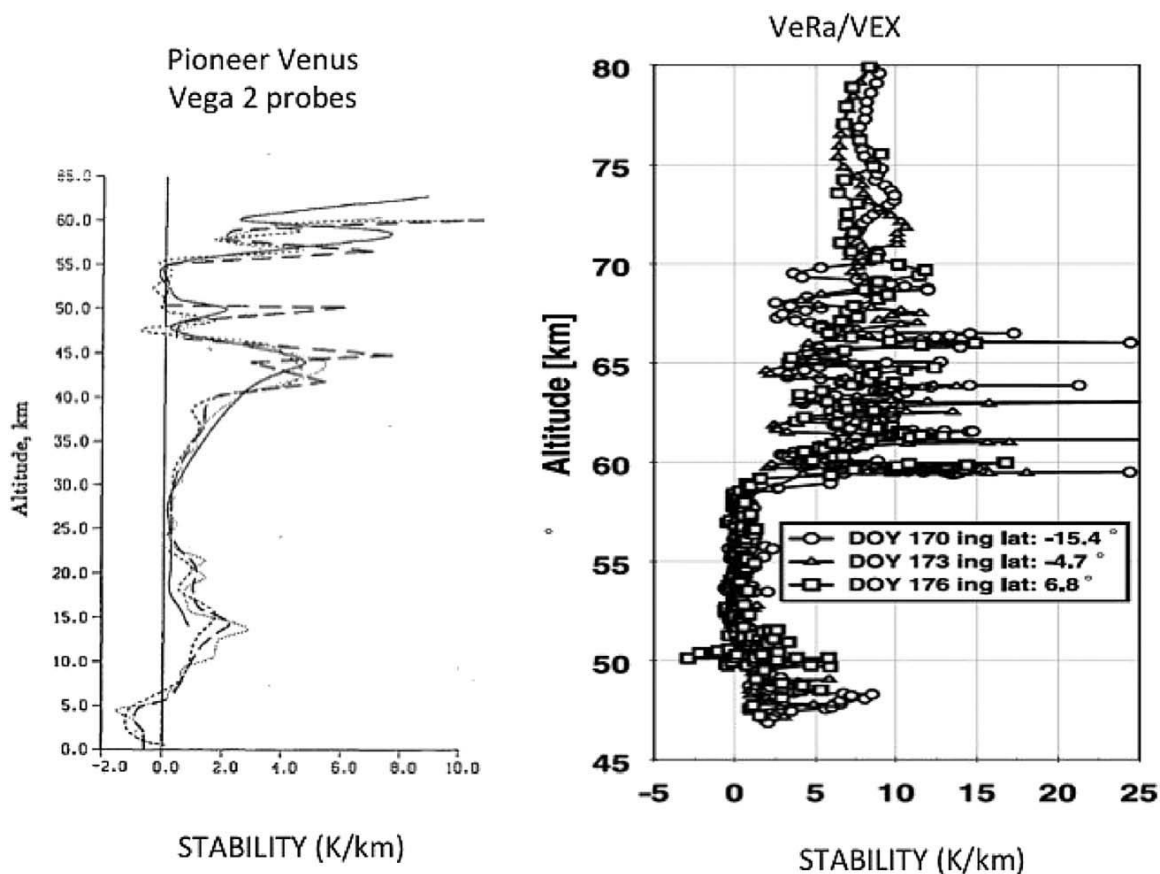 Pioneer Venus
Vega 2 probes
65.0
60.0
55.0
50.0
45.0
40.0
35.0
30.0
25.0
20.0
15.0
10.0
5.0
0.0
Altitude, km
-2.0 0.0 2.0 4.0 6.0 8.0 10.0
STABILITY (K/km)
VeRa/VEX
80
75
70
65
60
55
50
45
Altitude [km]
DOY 170 ing lat: -15.4 °
DOY 173 ing lat: -4.7 °
DOY 176 ing lat: 6.8 °
-5 0 5 10 15 20 25
STABILITY (K/km)